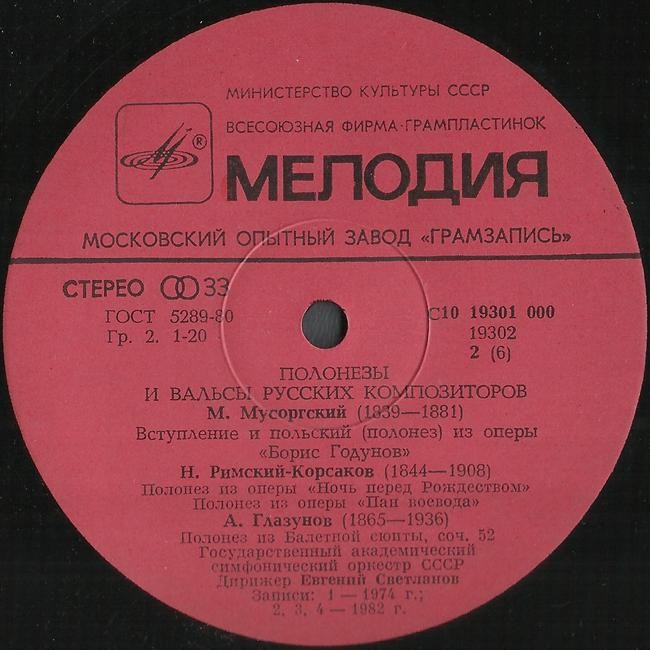 МИНИСТЕРСТВО КУЛЬТУРЫ СССР
ВСЕСОЮЗНАЯ ФИРМА·ГРАМПЛАСТИНОК
®
МЕЛОДИЯ
МОСКОВСКИЙ ОПЫТНЫЙ ЗАВОД «ГРАМЗАПИСЬ»
СТЕРЕО 33
ГОСТ 5289-80
Гр. 2. 1-20
С10 19301 000
19302
2 (6)
ПОЛОНЕЗЫ
И ВАЛЬСЫ РУССКИХ КОМПОЗИТОРОВ
М. Мусоргский (1839—1881)
Вступление и польский (полонез) из оперы
«Борис Годунов»
Н. Римский-Корсаков (1844—1908)
Полонез из оперы «Ночь перед Рождеством»
Полонез из оперы «Пан воевода»
А. Глазунов (1865—1936)
Полонез из Балетной сюиты, соч. 52
Государственный академический
симфонический оркестр СССР
Дирижер Евгений Светланов
Записи: 1 — 1974 г.;
2, 3, 4 — 1982 г.